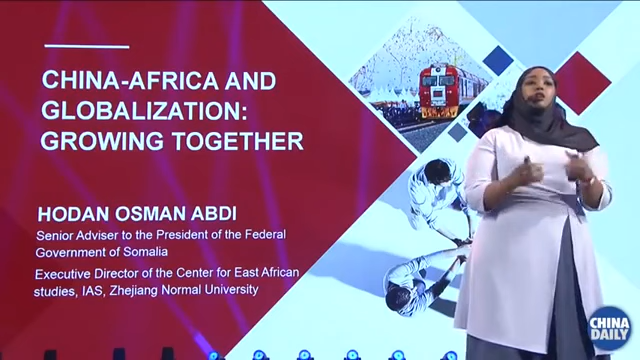 CHINA-AFRICA AND
GLOBALIZATION:
GROWING TOGETHER
HODAN OSMAN ABDI
Senior Adviser to the President of the Federal
Government of Somalia
Executive Director of the Center for East African
studies, IAS, Zhejiang Normal University
CHINA
DAILY